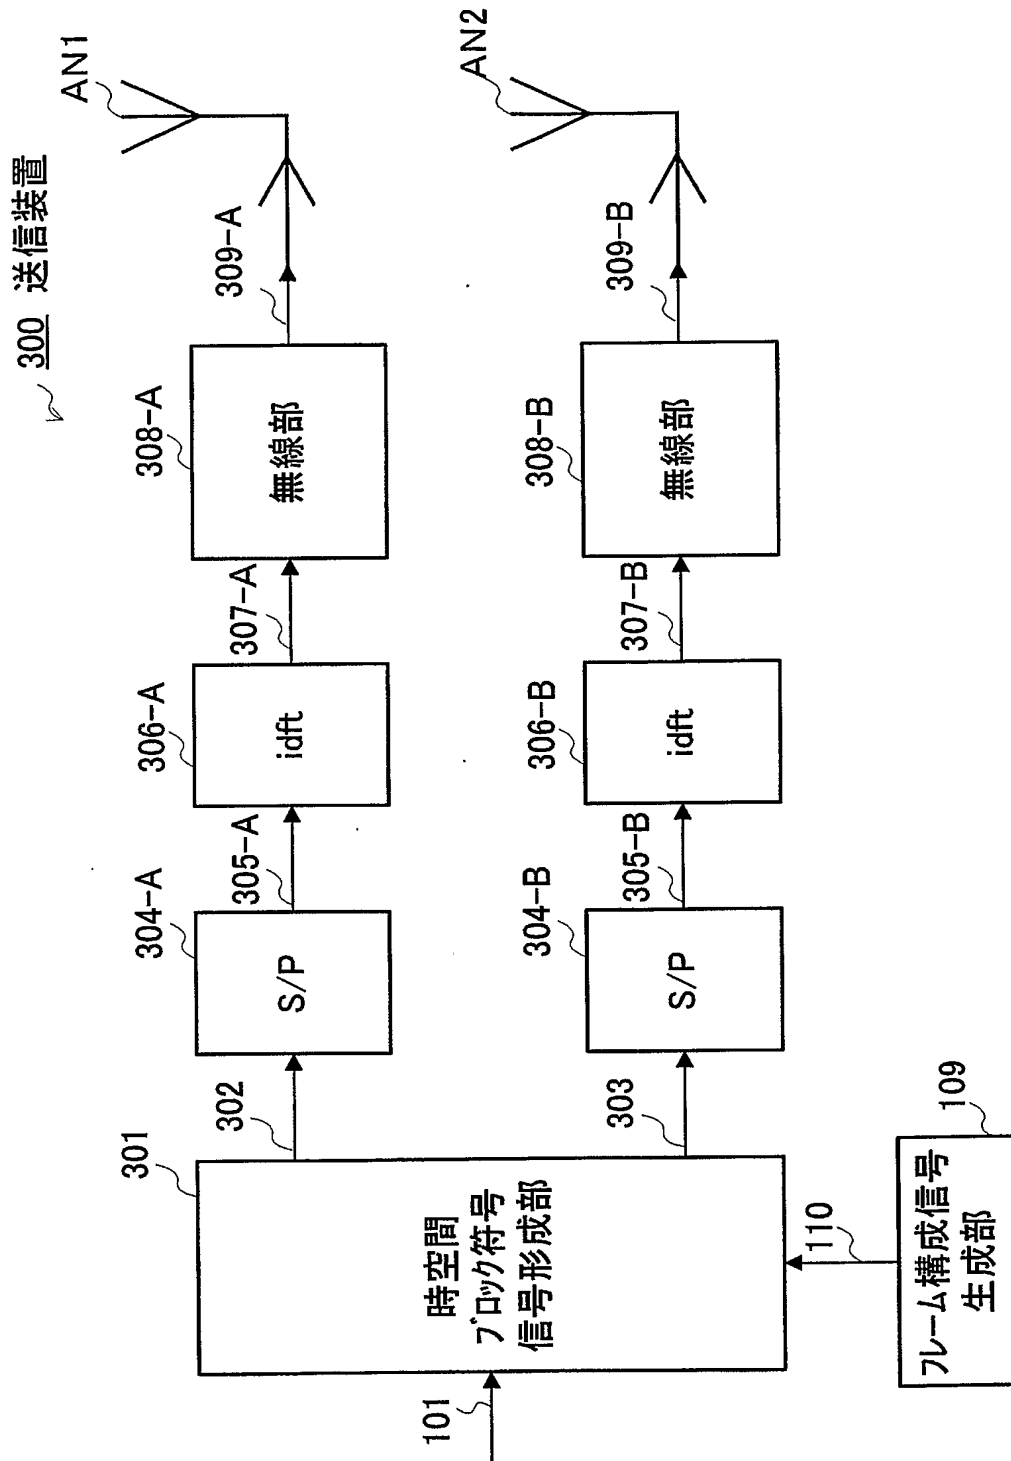 300 送信装置
AN1
301
302
304-A
305-A
306-A
307-A
308-A
309-A
S/P
idft
無線部
101
時空間
ブロック符号
信号形成部
AN2
303
304-B
305-B
306-B
307-B
308-B
309-B
S/P
idft
無線部
110
109
フレーム構成信号
生成部